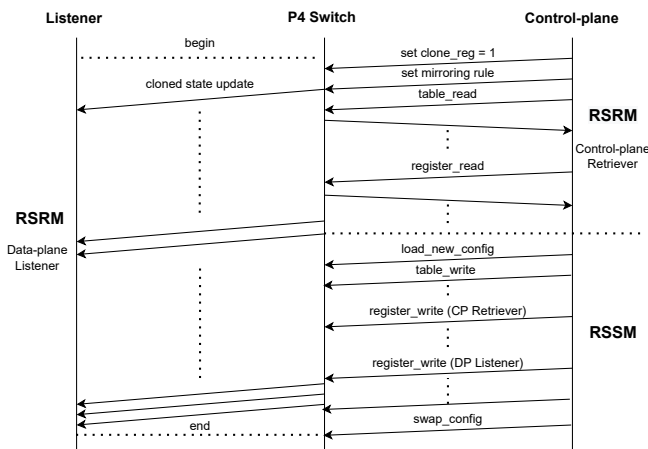 Listener
P4 Switch
Control-plane
begin
set clone_reg = 1
set mirroring rule
cloned state update
table_read
RSRM
Control-plane
Retriever
register_read
RSRM
Data-plane
Listener
load_new_config
table_write
register_write (CP Retriever)
RSSM
register_write (DP Listener)
swap_config
end